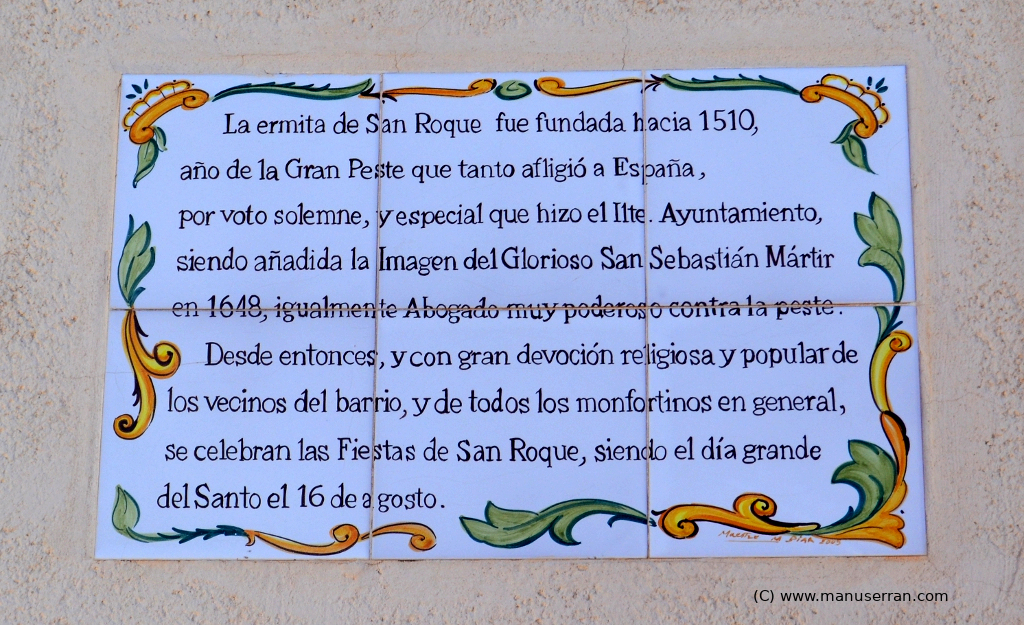 La ermita de San Roque fue fundada hacia 1510,
año de la Gran Peste que tanto afligió a España,
por voto solemne, y especial que hizo el Ilte. Ayuntamiento,
siendo añadida la Imagen del Glorioso San Sebastián Mártir
en 1648, igualmente Abogado muy poderoso contra la peste.
Desde entonces, y con gran devoción religiosa y popular de
los vecinos del barrio, y de todos los monfortinos en general,
se celebran las Fiestas de San Roque, siendo el día grande
del Santo el 16 de agosto.
(C) www.manuserran.com